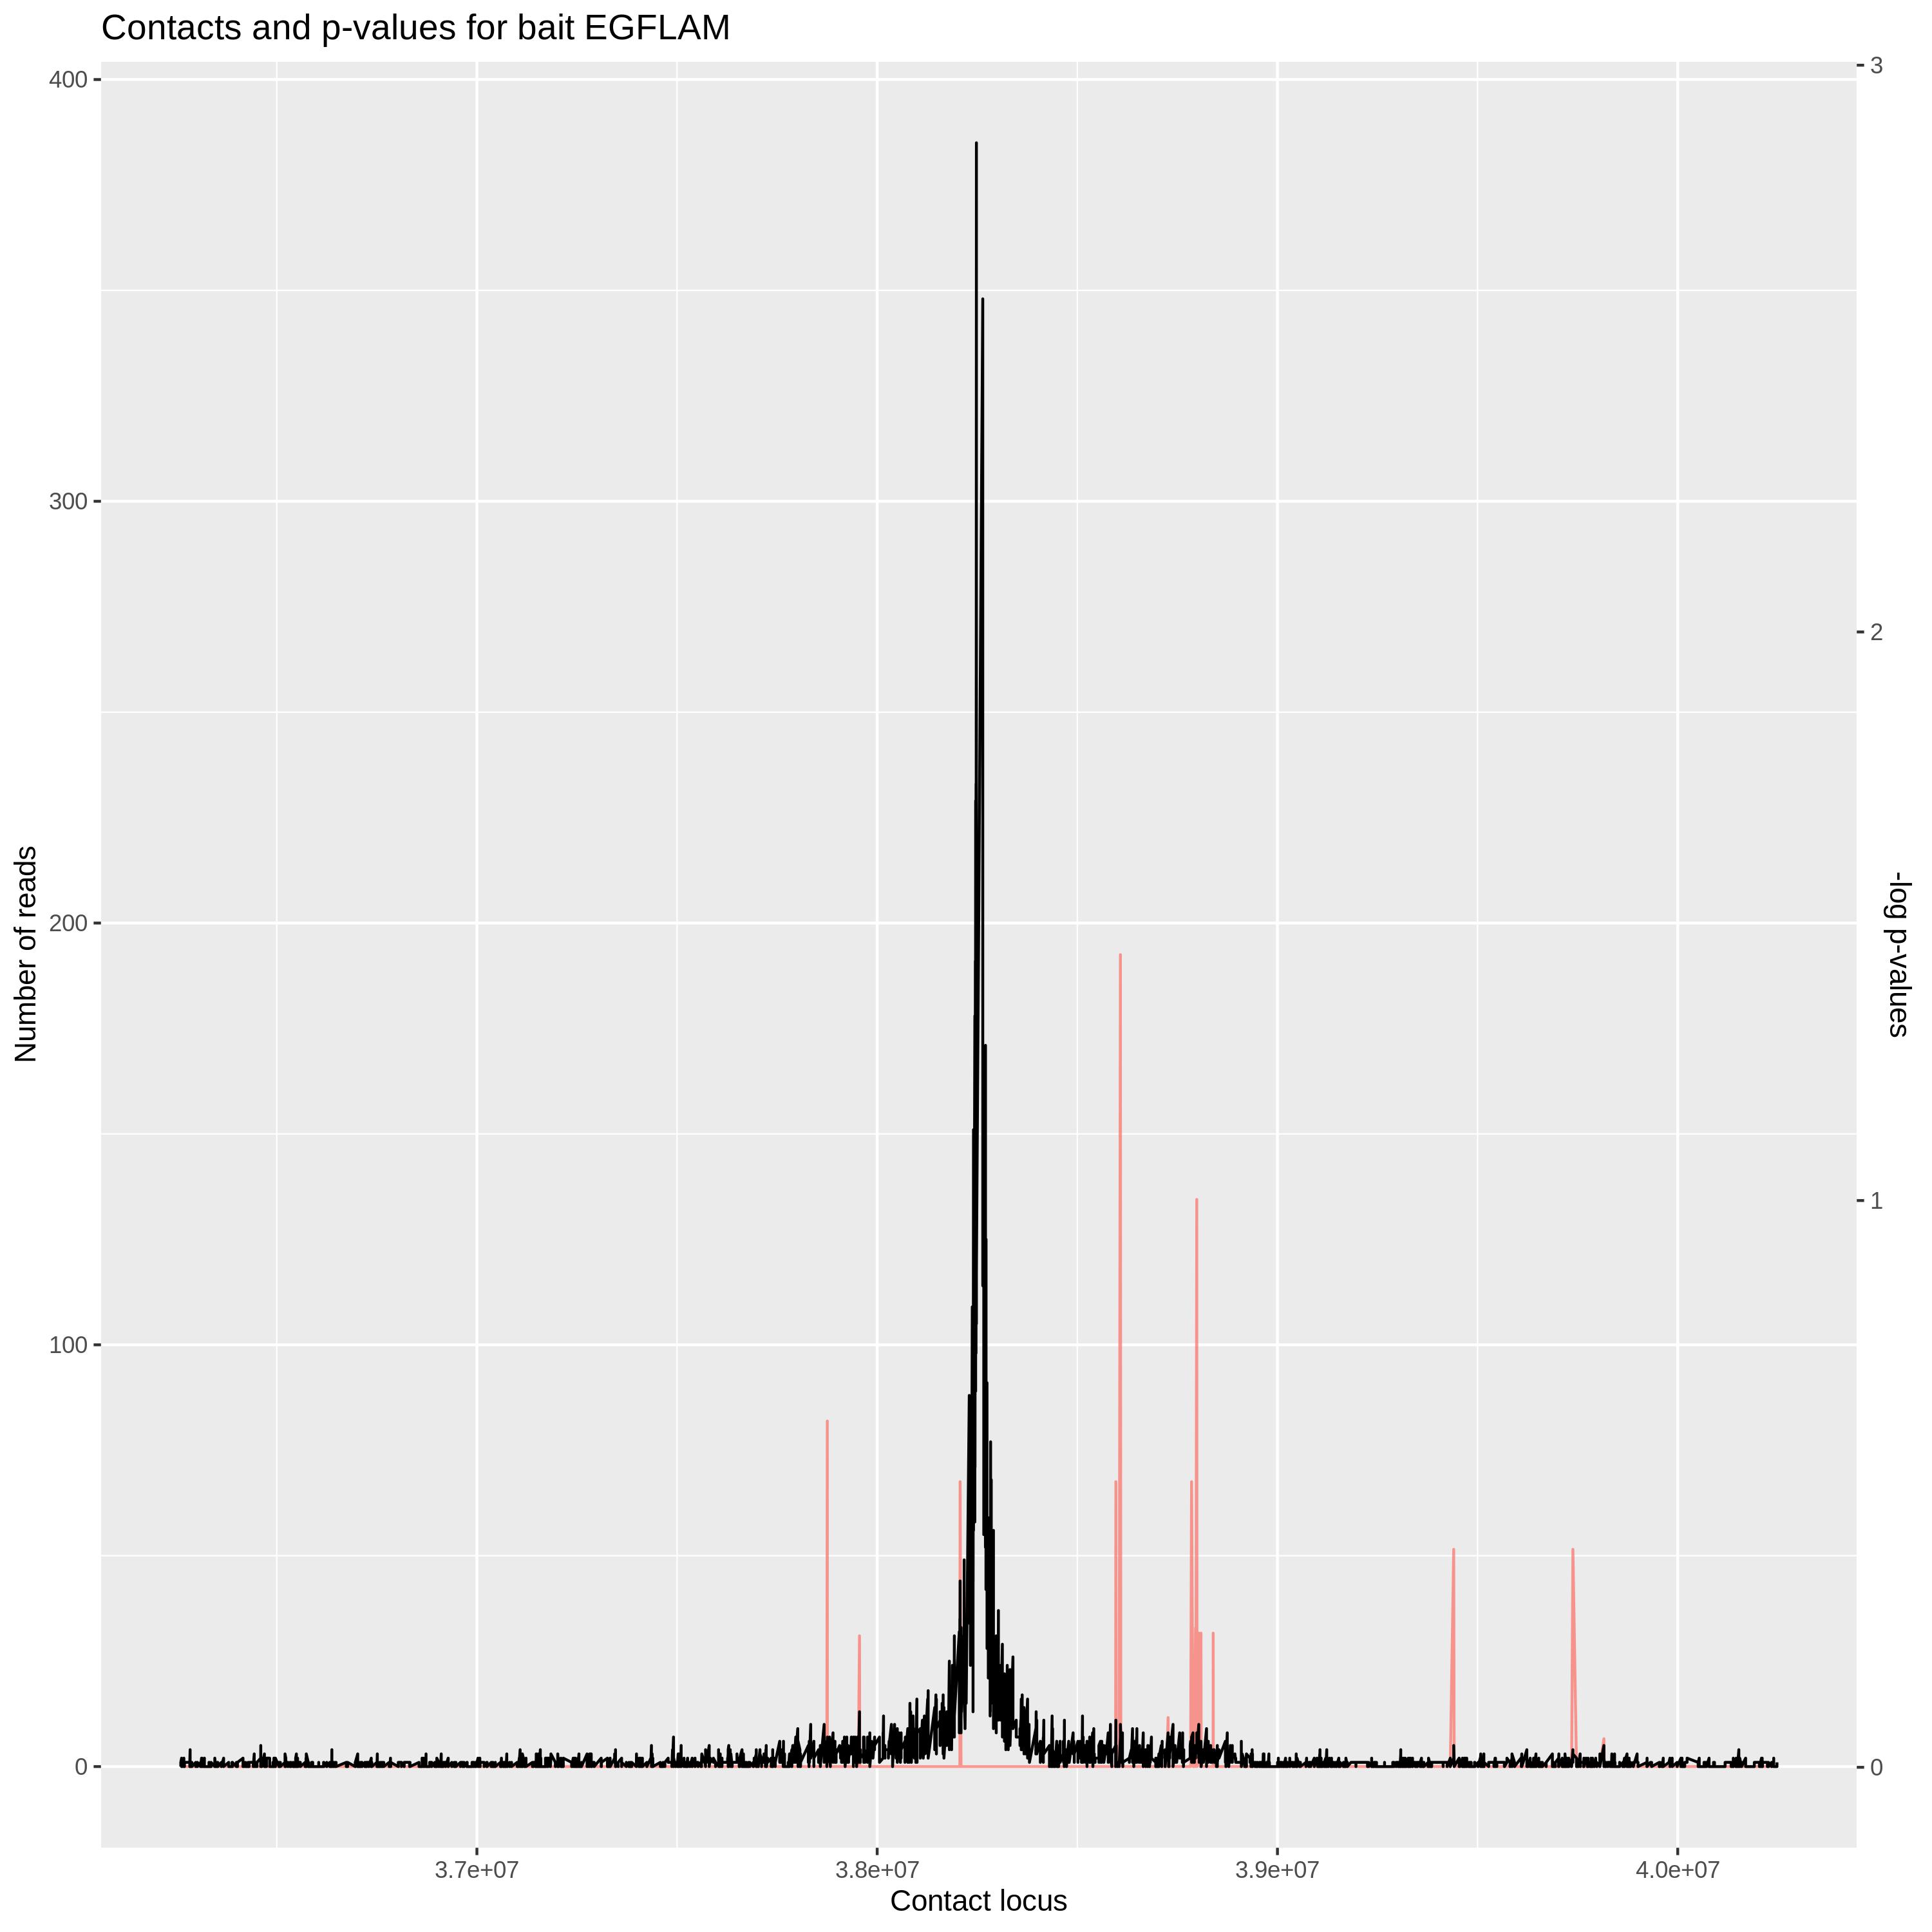 Contacts and p-values for bait EGFLAM
400
300
200
100
0
Number of reads
3
2
1
0
-log p-values
3.7e+07
3.8e+07
3.9e+07
4.0e+07
Contact locus